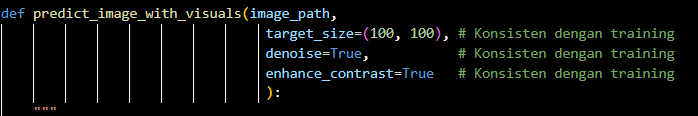 def predict_image_with_visuals(image_path,
target_size=(100, 100), # Konsisten dengan training
denoise=True, # Konsisten dengan training
enhance_contrast=True # Konsisten dengan training
):
"""